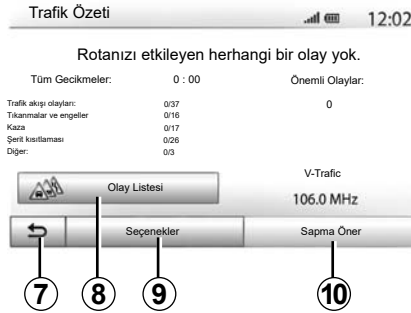 Trafik Özeti
12:02
Rotanızı etkileyen herhangi bir olay yok.
Tüm Gecikmeler: 0 : 00
Önemli Olaylar:
0
Trafik akışı olayları: 0/37
Tıkanmalar ve engeller 0/16
Kaza 0/17
Şerit kısıtlaması 0/26
Diğer: 0/3
Olay Listesi
V-Trafic
106.0 MHz
Seçenekler
Sapma Öner
7
8
9
10